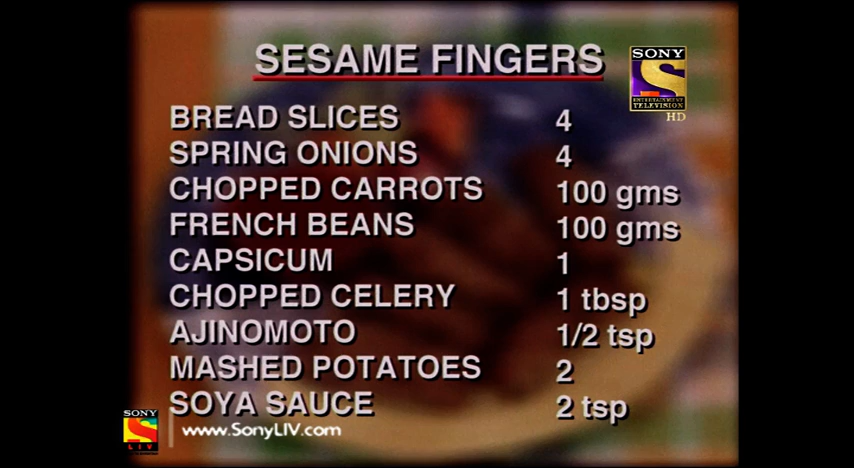 SESAME FINGERS
SONY
ENTERTAINMENT
TELEVISION
HD
BREAD SLICES 4
SPRING ONIONS 4
CHOPPED CARROTS 100 gms
FRENCH BEANS 100 gms
CAPSICUM 1
CHOPPED CELERY 1 tbsp
AJINOMOTO 1/2 tsp
MASHED POTATOES 2
SOYA SAUCE 2 tsp
SONY
LIV
www.SonyLIV.com